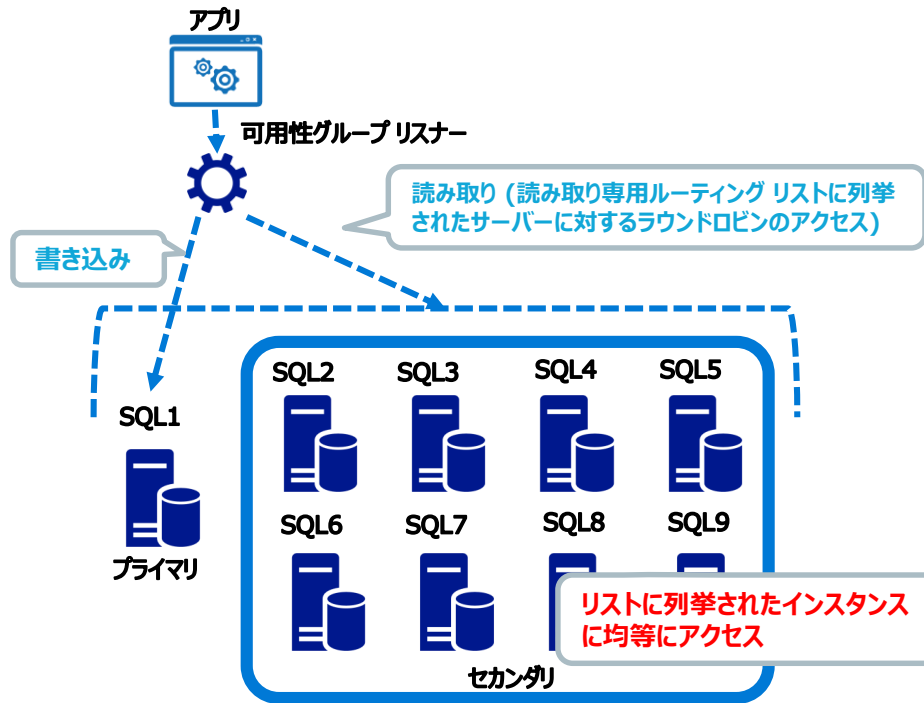 アプリ
可用性グループ リスナー
読み取り (読み取り専用ルーティング リストに列挙
されたサーバーに対するラウンドロビンのアクセス)
書き込み
SQL1
プライマリ
SQL2
SQL3
SQL4
SQL5
SQL6
SQL7
SQL8
SQL9
リストに列挙されたインスタンス
に均等にアクセス
セカンダリ